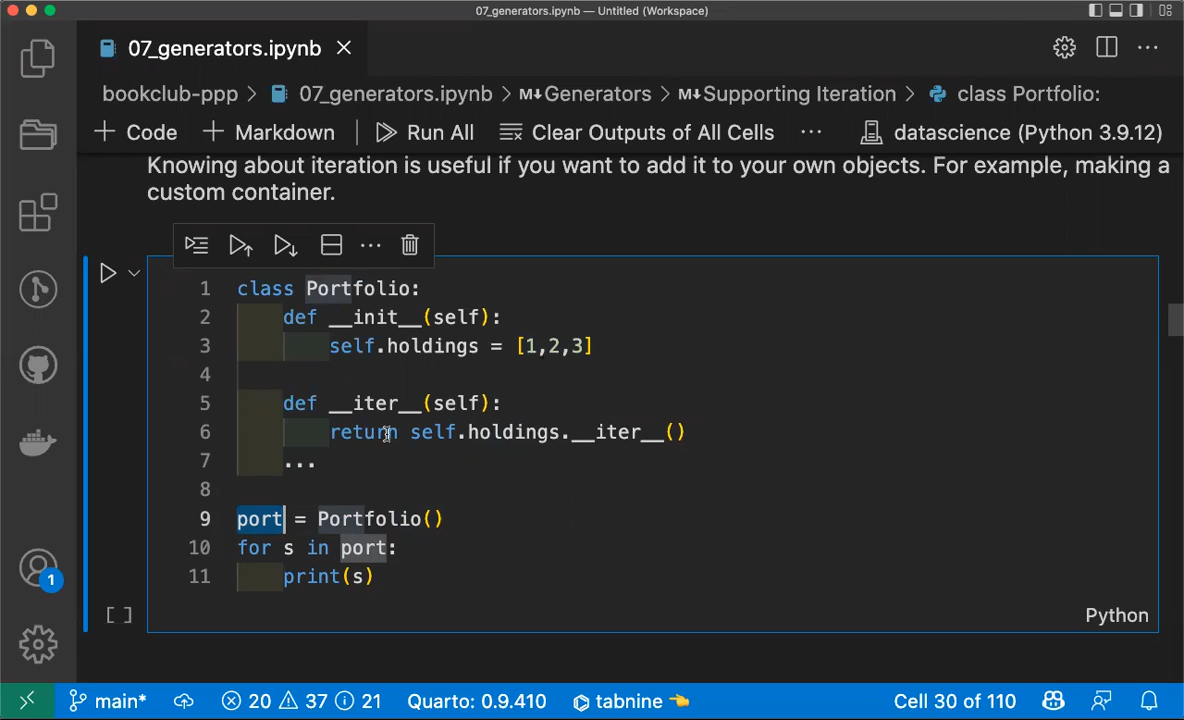 07_generators.ipynb — Untitled (Workspace)
07_generators.ipynb
bookclub-ppp > 07_generators.ipynb > M↓Generators > M↓Supporting Iteration > class Portfolio:
+ Code + Markdown | Run All Clear Outputs of All Cells ... datascience (Python 3.9.12)
Knowing about iteration is useful if you want to add it to your own objects. For example, making a
custom container.
1 class Portfolio:
2 def __init__(self):
3 self.holdings = [1,2,3]
4
5 def __iter__(self):
6 return self.holdings.__iter__()
7 ...
8
9 port = Portfolio()
10 for s in port:
11 print(s)
[ ] Python
1
main* 20 37 21 Quarto: 0.9.410 tabnine Cell 30 of 110